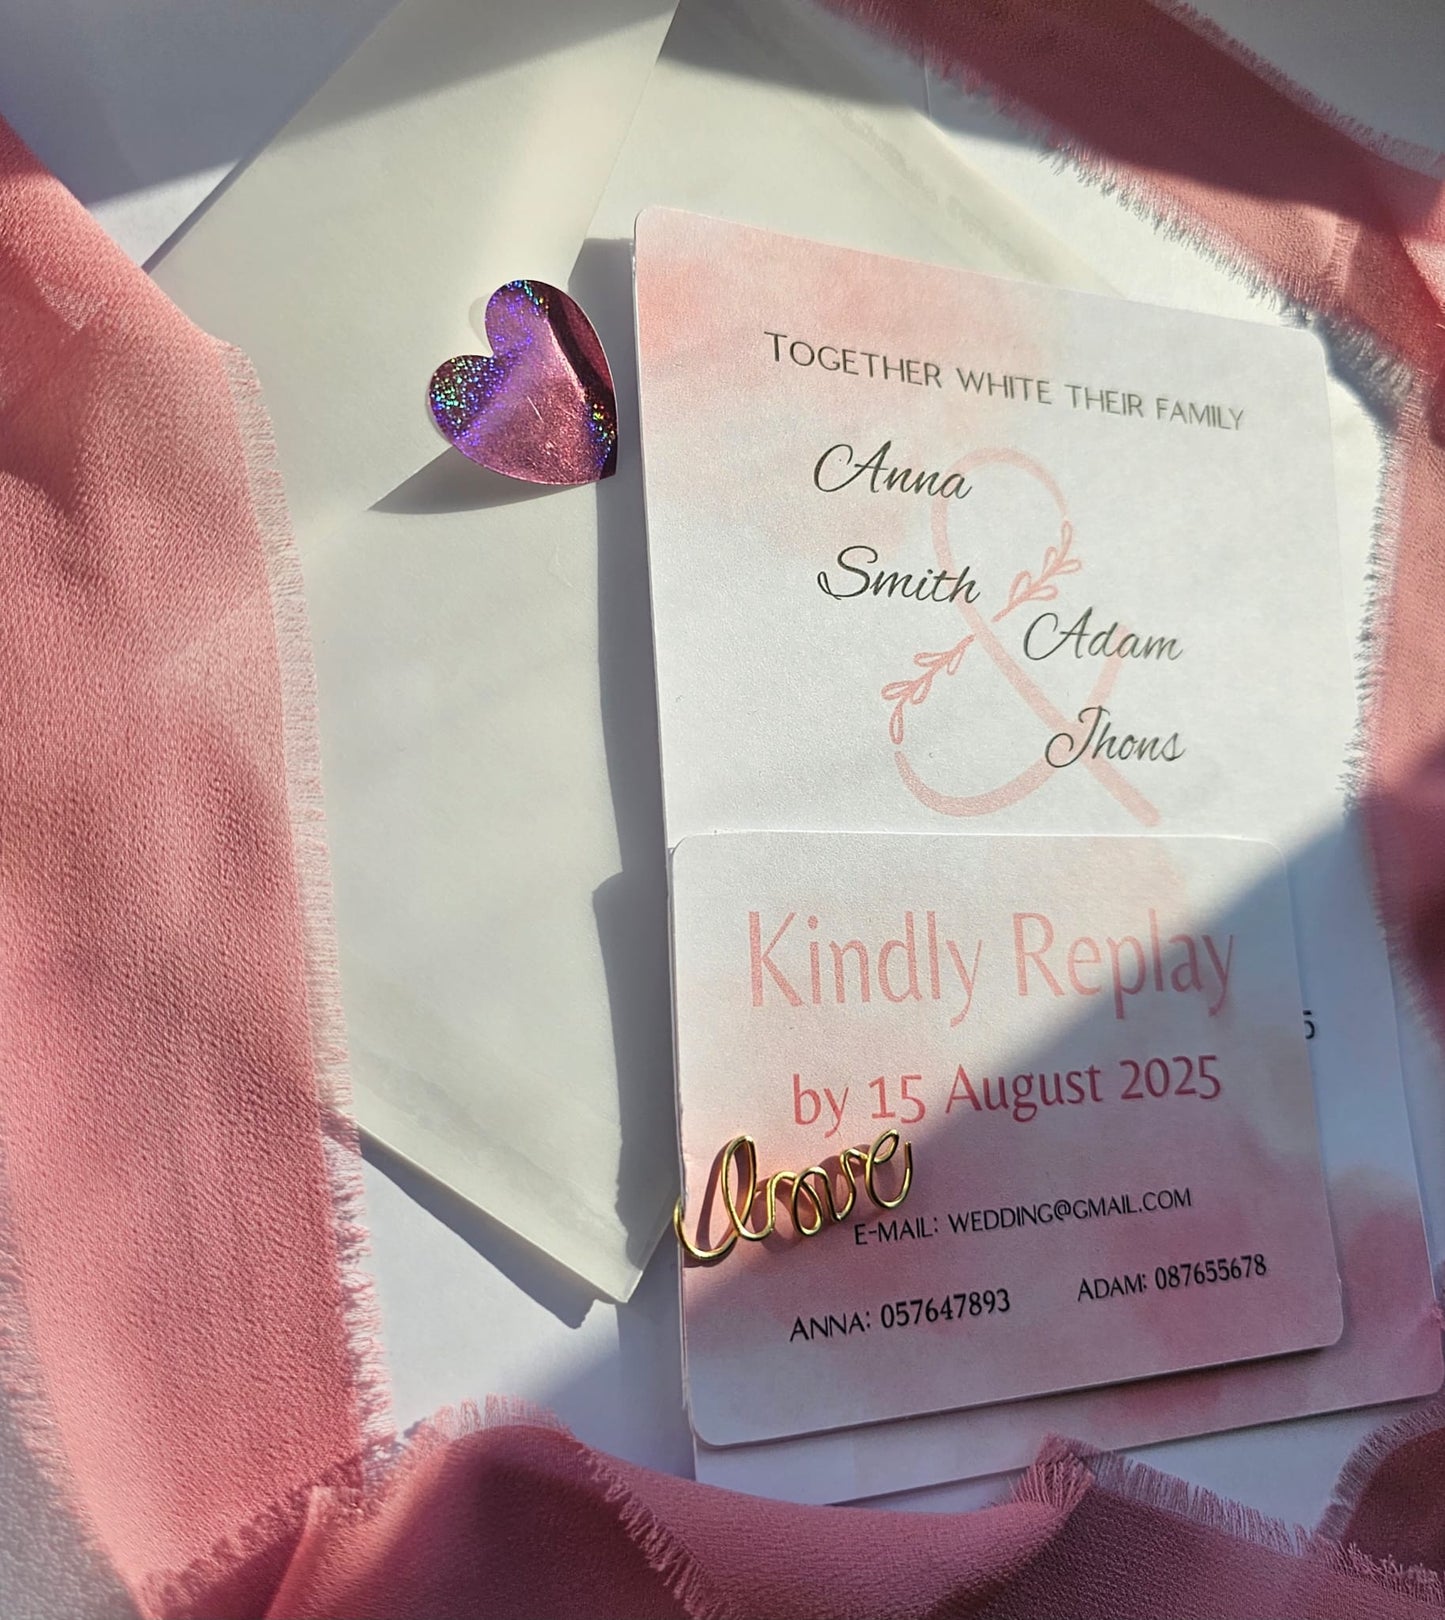 TOGETHER WHITE THEIR FAMILY
Anna
Smith
Adam
Jhons
Kindly Replay
by 15 August 2025
love
E-MAIL: WEDDING@GMAIL.COM
ANNA: 057647893
ADAM: 087655678
5